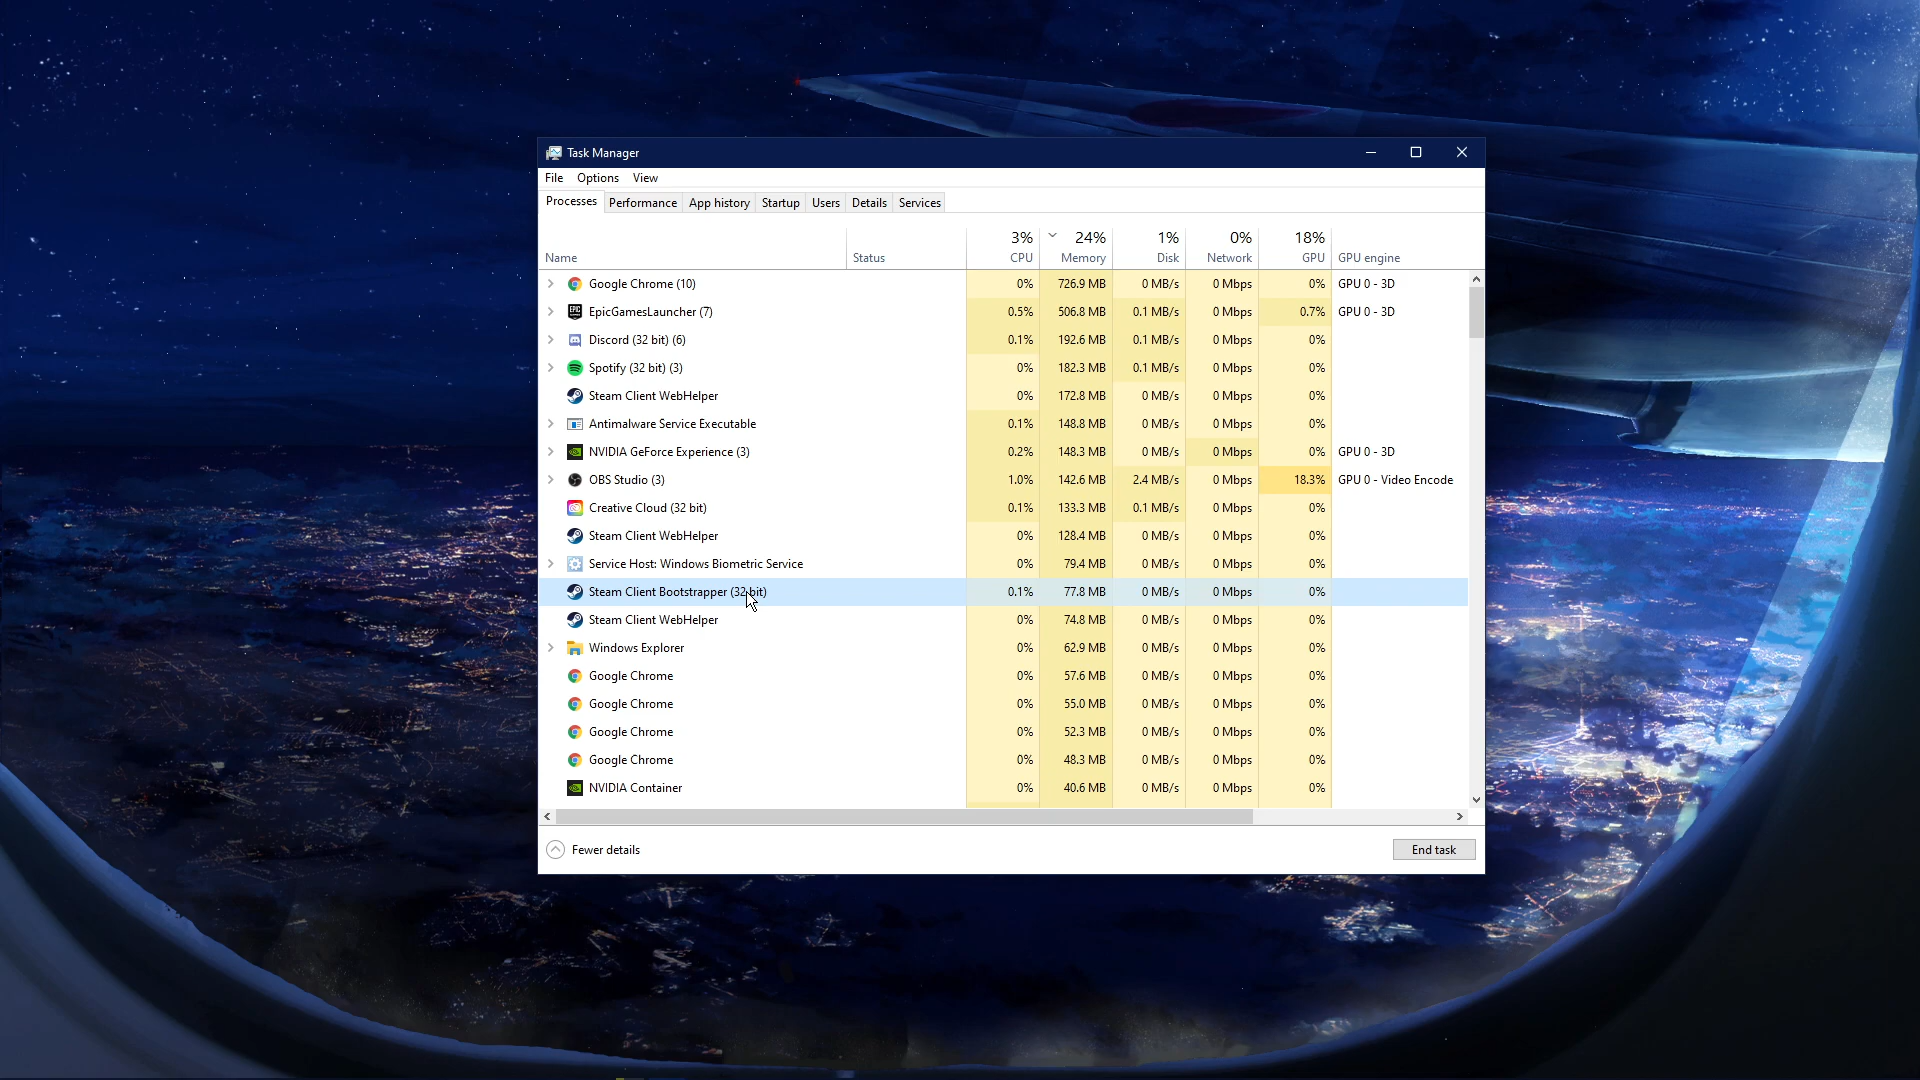 Task Manager
File Options View
Processes Performance App history Startup Users Details Services
3% 24% 1% 0% 18%
Name Status CPU Memory Disk Network GPU GPU engine
Google Chrome (10) 0% 726.9 MB 0 MB/s 0 Mbps 0% GPU 0 - 3D
EpicGamesLauncher (7) 0.5% 506.8 MB 0.1 MB/s 0 Mbps 0.7% GPU 0 - 3D
Discord (32 bit) (6) 0.1% 192.6 MB 0.1 MB/s 0 Mbps 0%
Spotify (32 bit) (3) 0% 182.3 MB 0.1 MB/s 0 Mbps 0%
Steam Client WebHelper 0% 172.8 MB 0 MB/s 0 Mbps 0%
Antimalware Service Executable 0.1% 148.8 MB 0 MB/s 0 Mbps 0%
NVIDIA GeForce Experience (3) 0.2% 148.3 MB 0 MB/s 0 Mbps 0% GPU 0 - 3D
OBS Studio (3) 1.0% 142.6 MB 2.4 MB/s 0 Mbps 18.3% GPU 0 - Video Encode
Creative Cloud (32 bit) 0.1% 133.3 MB 0.1 MB/s 0 Mbps 0%
Steam Client WebHelper 0% 128.4 MB 0 MB/s 0 Mbps 0%
Service Host: Windows Biometric Service 0% 79.4 MB 0 MB/s 0 Mbps 0%
Steam Client Bootstrapper (32 bit) 0.1% 77.8 MB 0 MB/s 0 Mbps 0%
Steam Client WebHelper 0% 74.8 MB 0 MB/s 0 Mbps 0%
Windows Explorer 0% 62.9 MB 0 MB/s 0 Mbps 0%
Google Chrome 0% 57.6 MB 0 MB/s 0 Mbps 0%
Google Chrome 0% 55.0 MB 0 MB/s 0 Mbps 0%
Google Chrome 0% 52.3 MB 0 MB/s 0 Mbps 0%
Google Chrome 0% 48.3 MB 0 MB/s 0 Mbps 0%
NVIDIA Container 0% 40.6 MB 0 MB/s 0 Mbps 0%
Fewer details End task